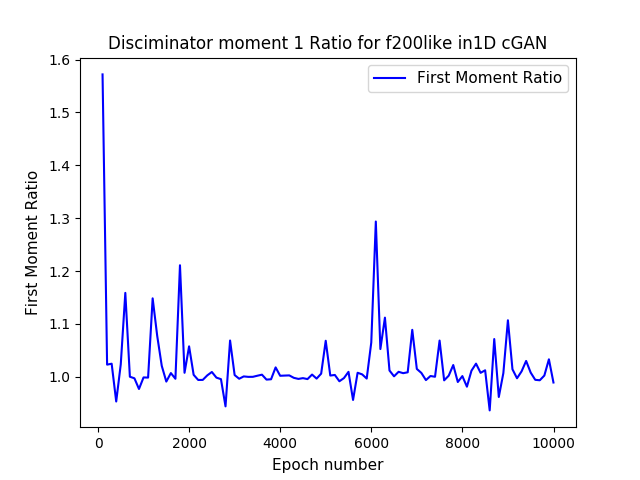 Disciminator moment 1 Ratio for f200like in1D cGAN
First Moment Ratio
1.6
1.5
1.4
1.3
1.2
1.1
1.0
First Moment Ratio
0 2000 4000 6000 8000 10000
Epoch number